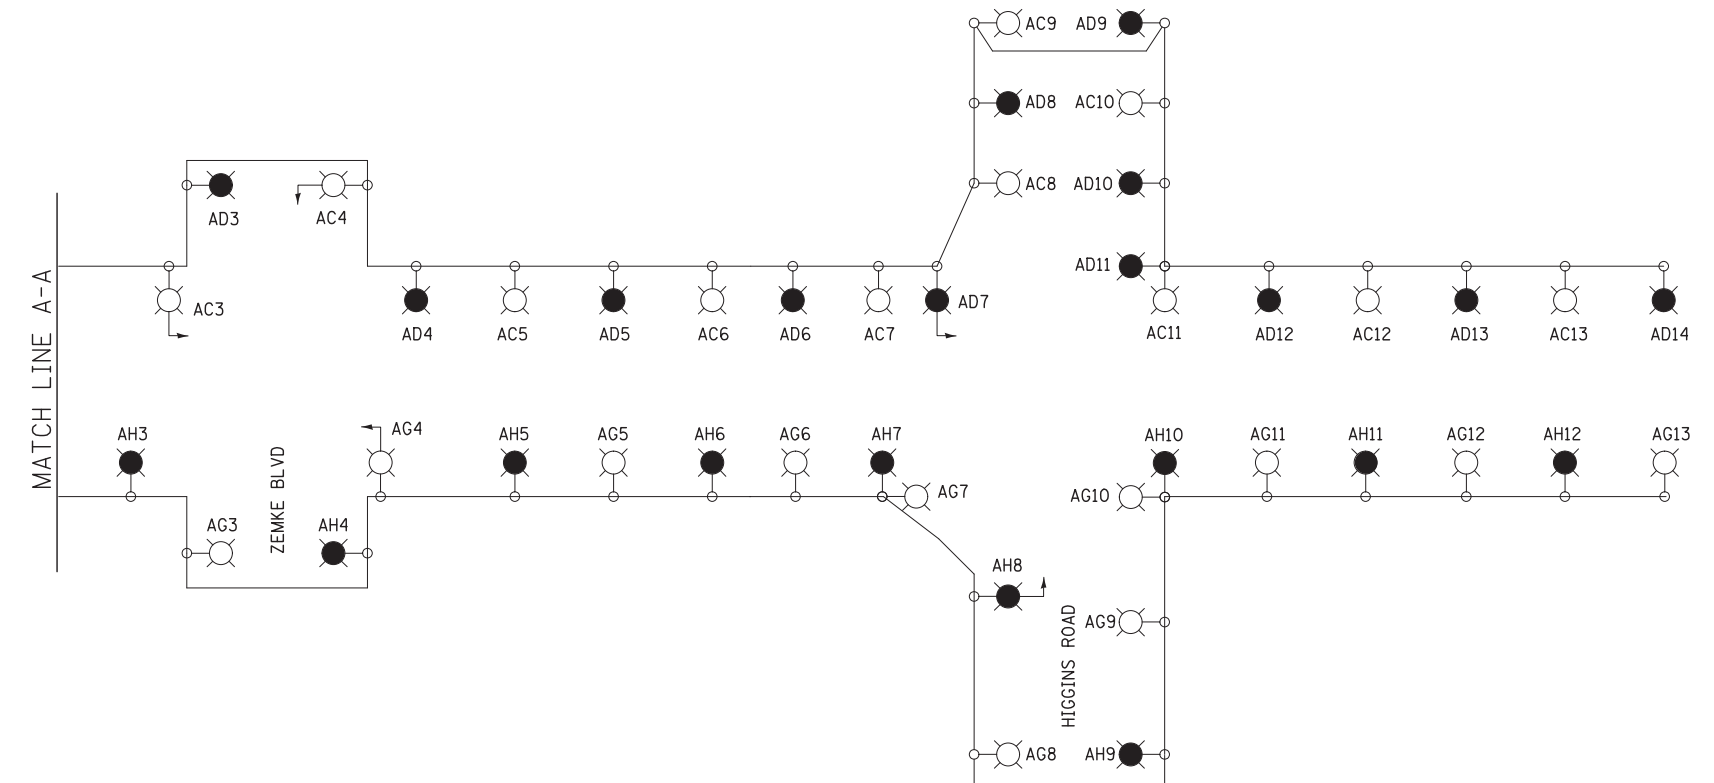 AC9 AD9
AD8 AC10
AC8 AD10
AD3 AC4
AD11
AC3 AD7
AD4 AC5 AD5 AC6 AD6 AC7 AC11 AD12 AC12 AD13 AC13 AD14
MATCH LINE A-A
AH3 AG4 AH5 AG5 AH6 AG6 AH7 AH10 AG11 AH11 AG12 AH12 AG13
ZEMKE BLVD
AG7 AG10
AG3 AH4
AH8
HIGGINS ROAD
AG9
AG8 AH9